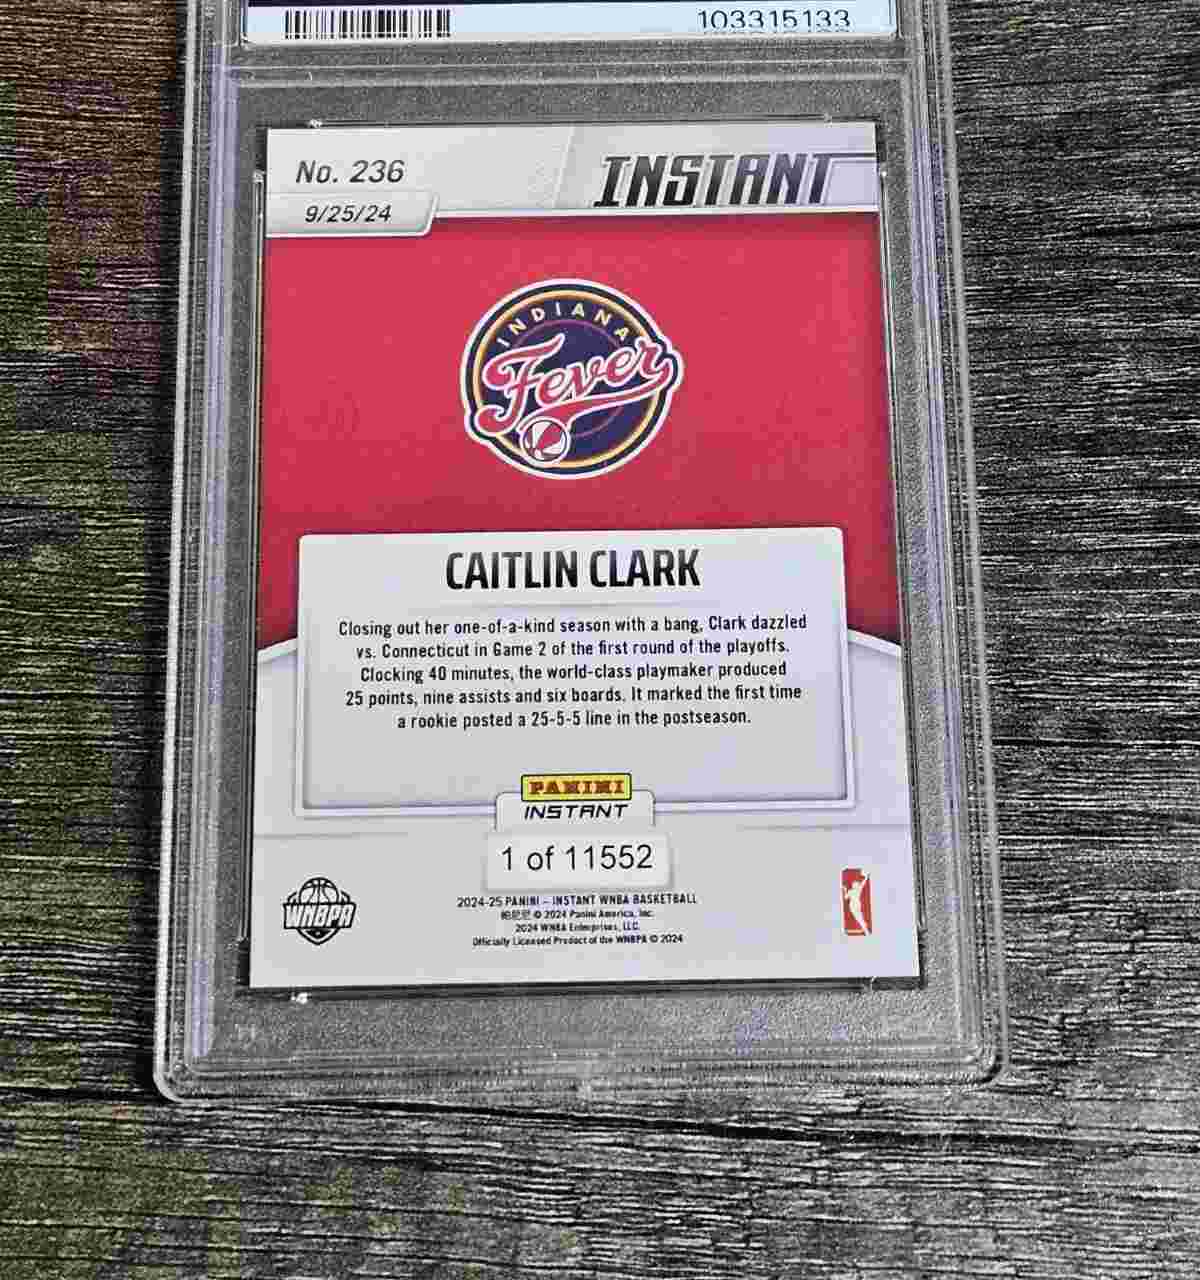 103315133
No. 236
INSTANT
9/25/24
INDIANA
Fever
CAITLIN CLARK
Closing out her one-of-a-kind season with a bang, Clark dazzled
vs. Connecticut in Game 2 of the first round of the playoffs.
Clocking 40 minutes, the world-class playmaker produced
25 points, nine assists and six boards. It marked the first time
a rookie posted a 25-5-5 line in the postseason.
PANINI
INSTANT
1 of 11552
WNBPA
2024-25 PANINI – INSTANT WNBA BASKETBALL
帕尼尼 © 2024 Panini America, Inc.
2024 WNBA Enterprises, LLC.
Officially Licensed Product of the WNBPA © 2024